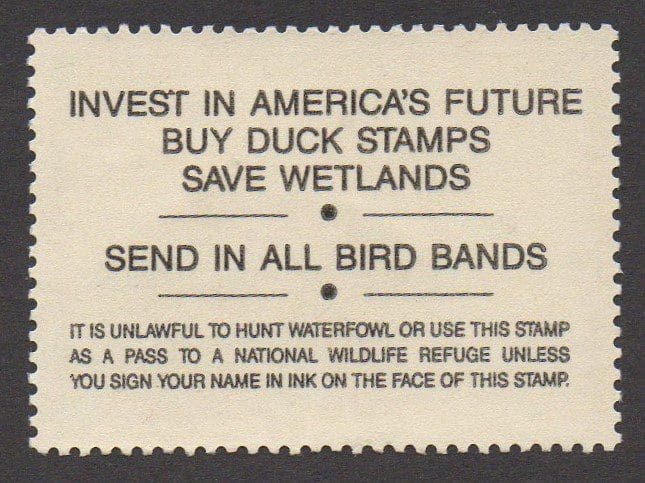 INVEST IN AMERICA'S FUTURE
BUY DUCK STAMPS
SAVE WETLANDS
SEND IN ALL BIRD BANDS
IT IS UNLAWFUL TO HUNT WATERFOWL OR USE THIS STAMP
AS A PASS TO A NATIONAL WILDLIFE REFUGE UNLESS
YOU SIGN YOUR NAME IN INK ON THE FACE OF THIS STAMP.